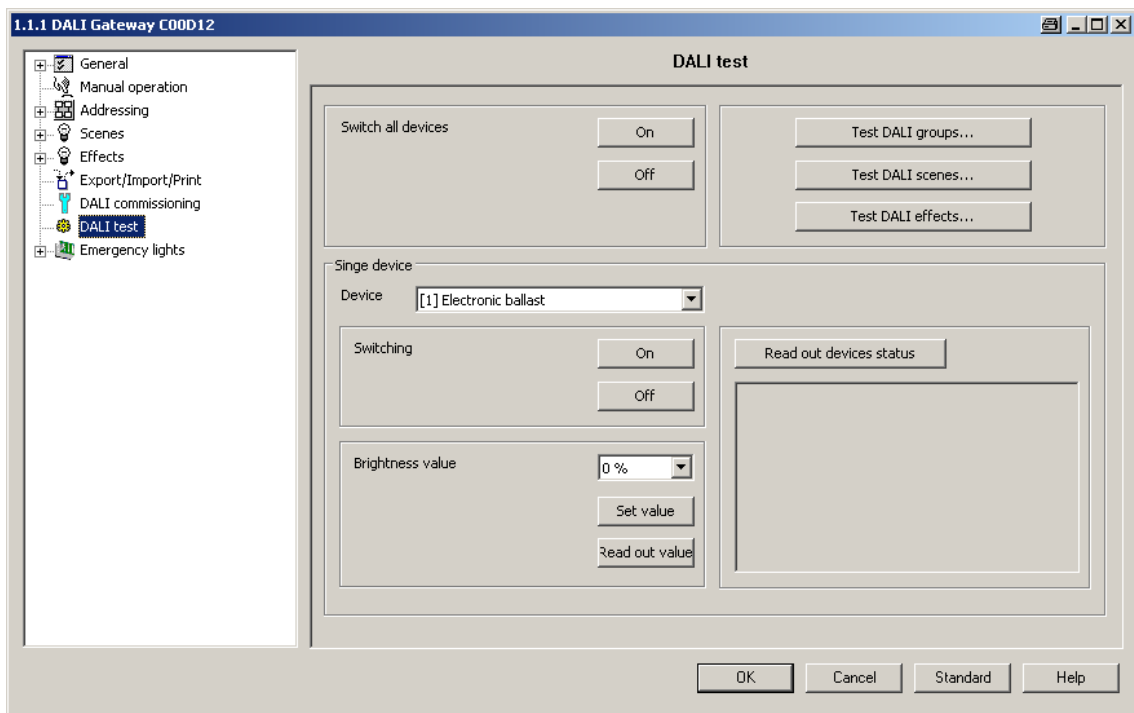 1.1.1 DALI Gateway C00D12
General
Manual operation
Addressing
Scenes
Effects
Export/Import/Print
DALI commissioning
DALI test
Emergency lights
DALI test
Switch all devices
On
Off
Test DALI groups...
Test DALI scenes...
Test DALI effects...
Singe device
Device
[1] Electronic ballast
Switching
On
Off
Read out devices status
Brightness value
0 %
Set value
Read out value
OK
Cancel
Standard
Help